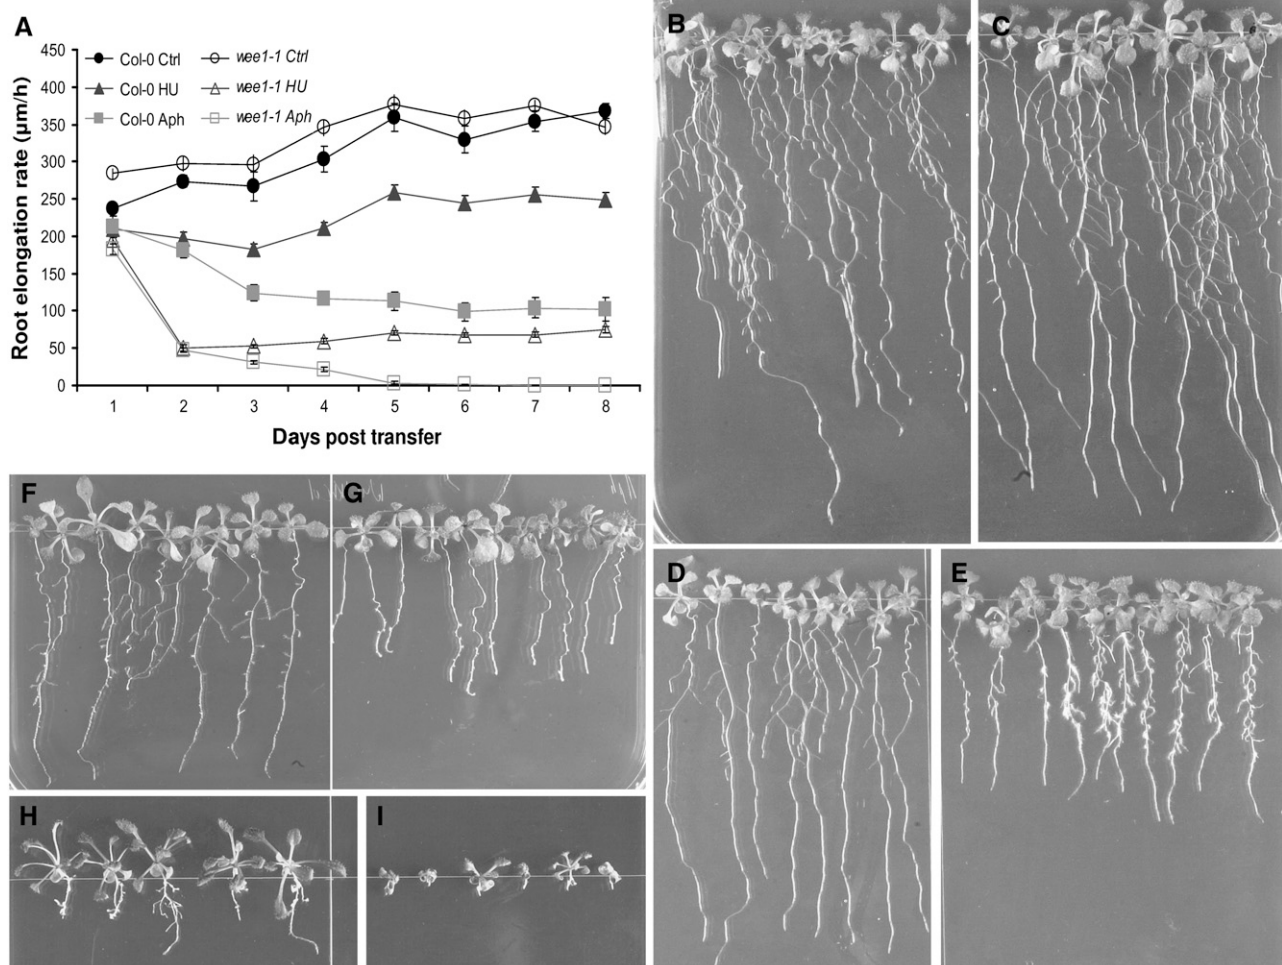 A
B
C
450
Col-0 Ctrl wee1-1 Ctrl
400
Col-0 HU wee1-1 HU
350
Col-0 Aph wee1-1 Aph
300
250
200
150
100
50
0
Root elongation rate (µm/h)
1 2 3 4 5 6 7 8
Days post transfer
F
G
D
E
H
I